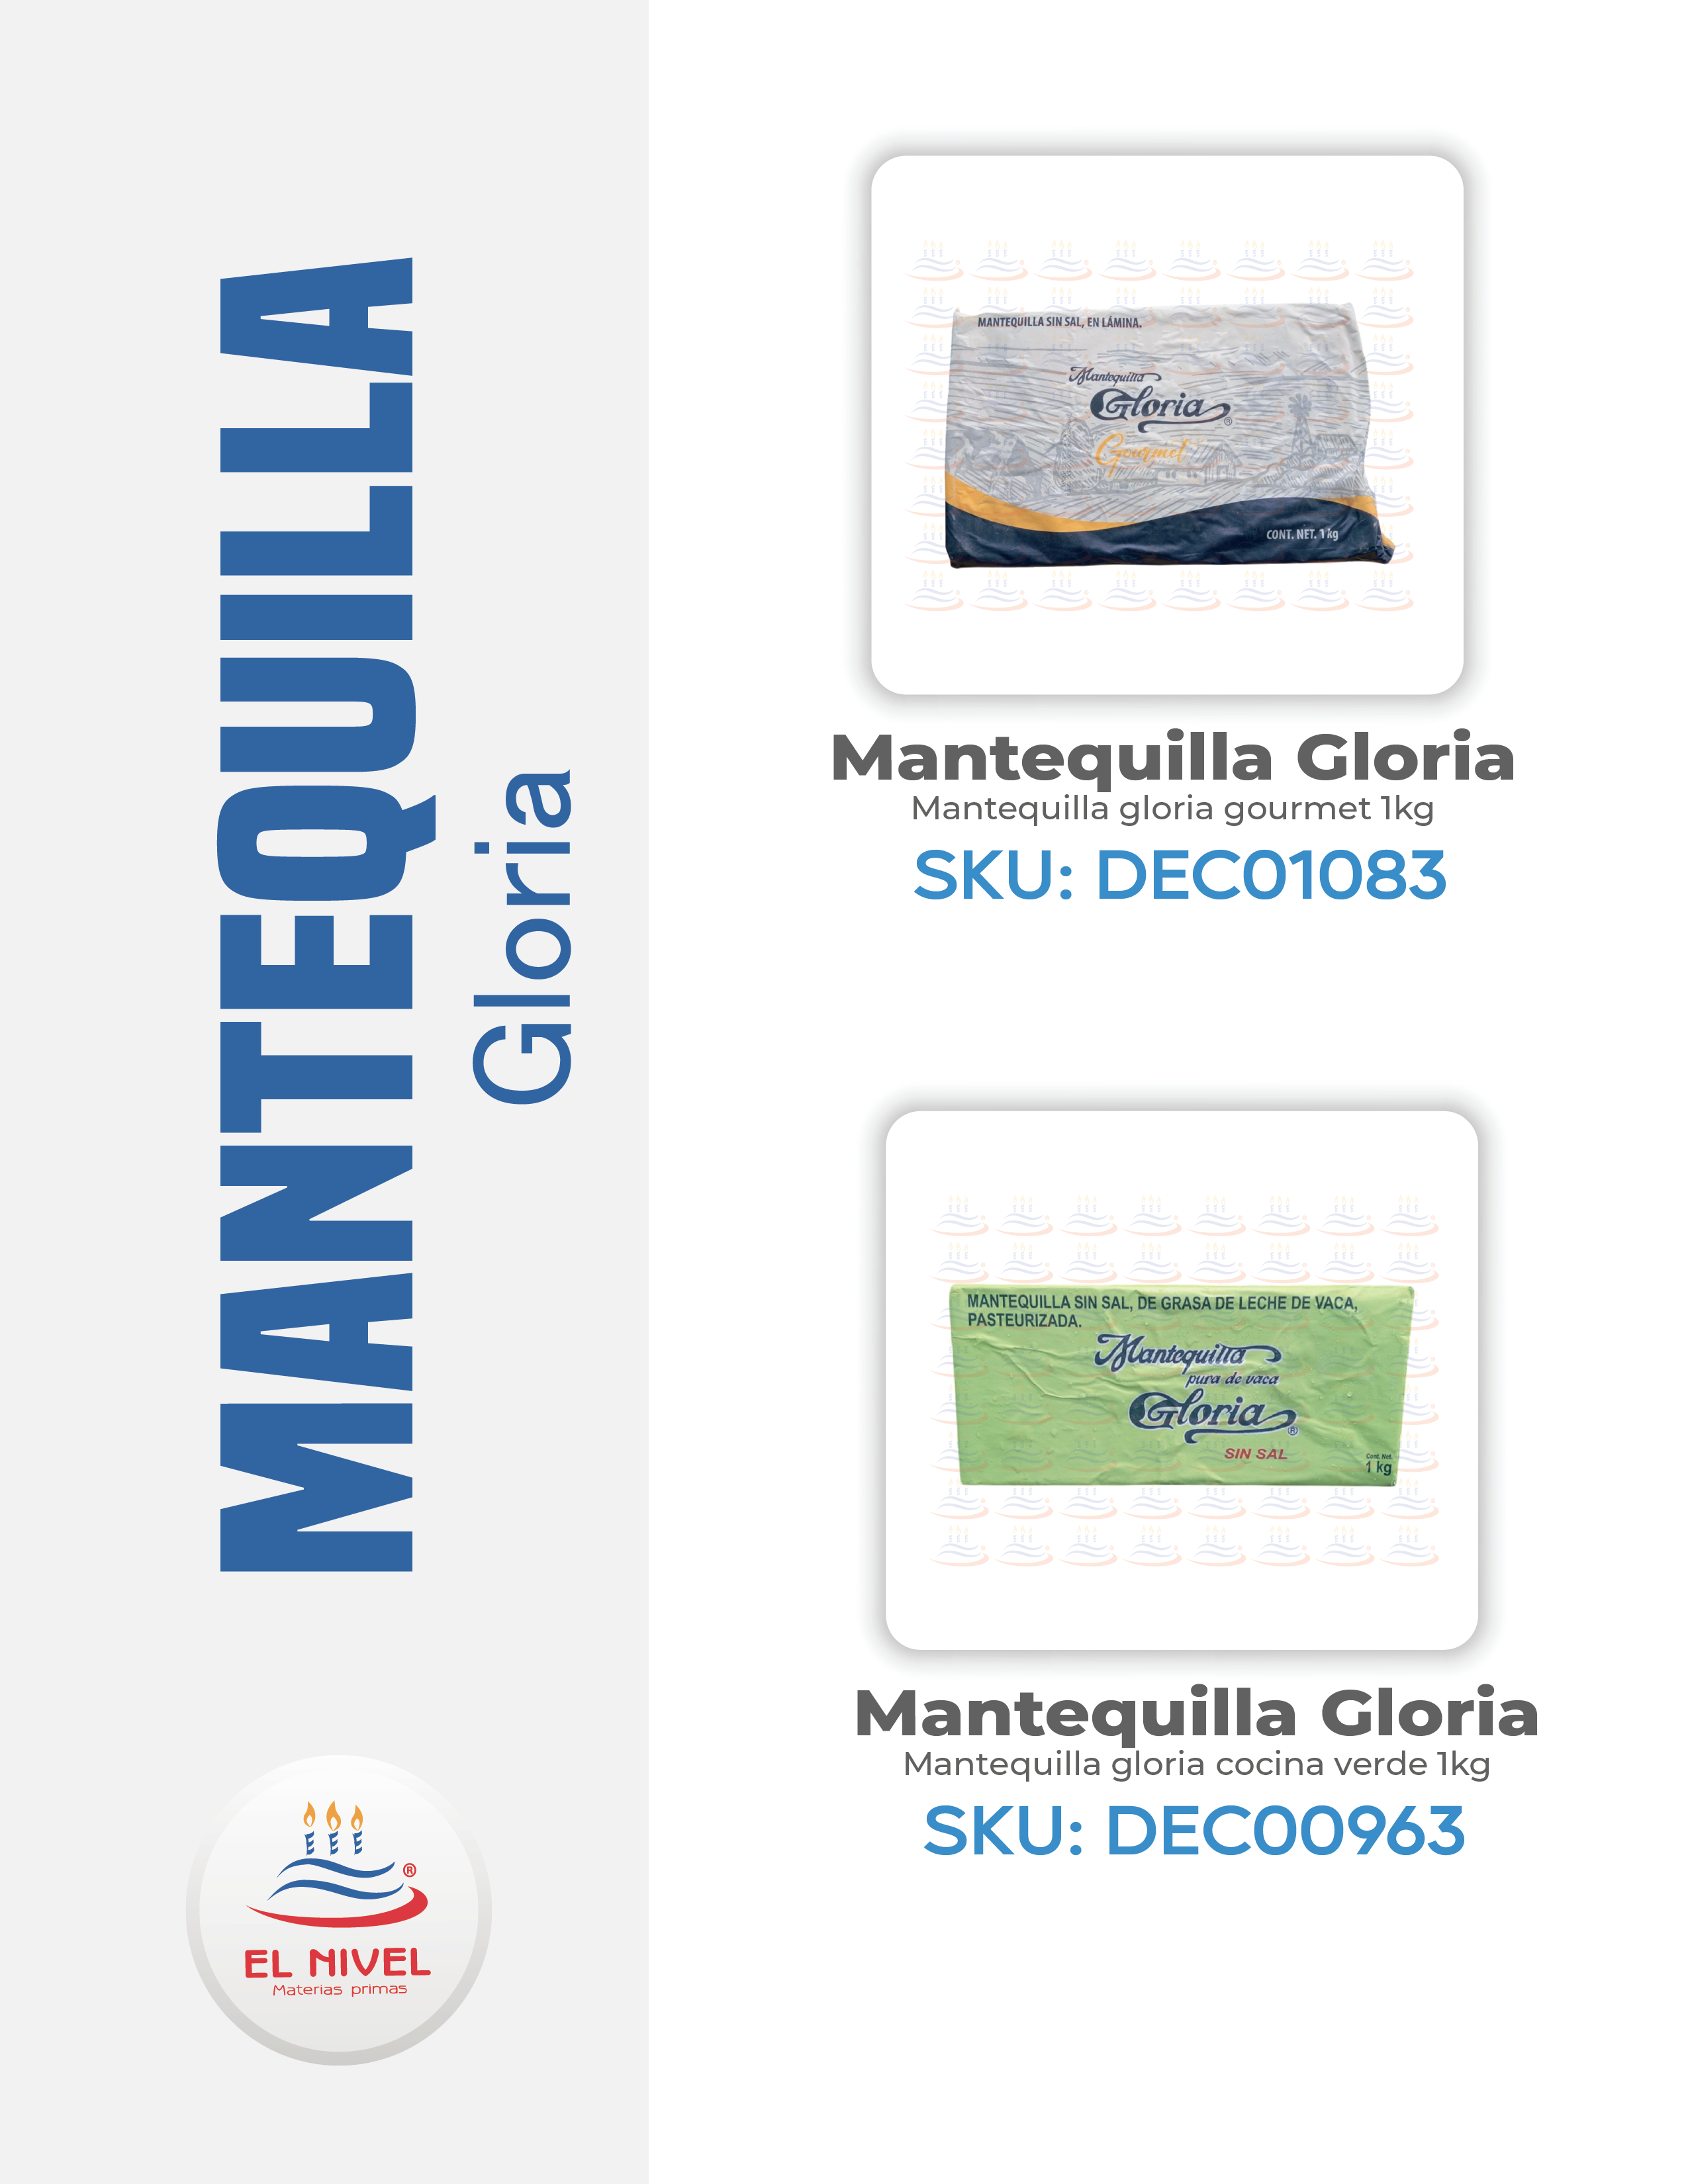 MANTEQUILLA
Gloria
MANTEQUILLA SIN SAL, EN LÁMINA.
Mantequilla
Gloria®
Gourmet
CONT. NET. 1 kg
Mantequilla Gloria
Mantequilla gloria gourmet 1kg
SKU: DEC01083
MANTEQUILLA SIN SAL, DE GRASA DE LECHE DE VACA,
PASTEURIZADA.
Mantequilla
pura de vaca
Gloria®
SIN SAL
Cont. Net.
1 kg
Mantequilla Gloria
Mantequilla gloria cocina verde 1kg
SKU: DEC00963
®
EL NIVEL
Materias primas